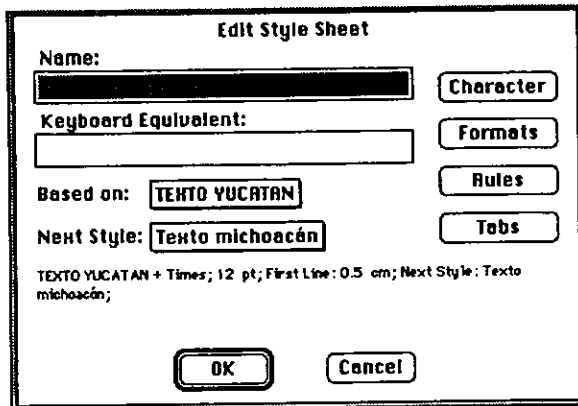 Edit Style Sheet
Name:
Character
Keyboard Equivalent:
Formats
Rules
Based on: TEXTO YUCATAN
Tabs
Next Style: Texto michoacán
TEXTO YUCATAN + Times; 12 pt; First Line: 0.5 cm; Next Style: Texto
michoacán;
OK Cancel